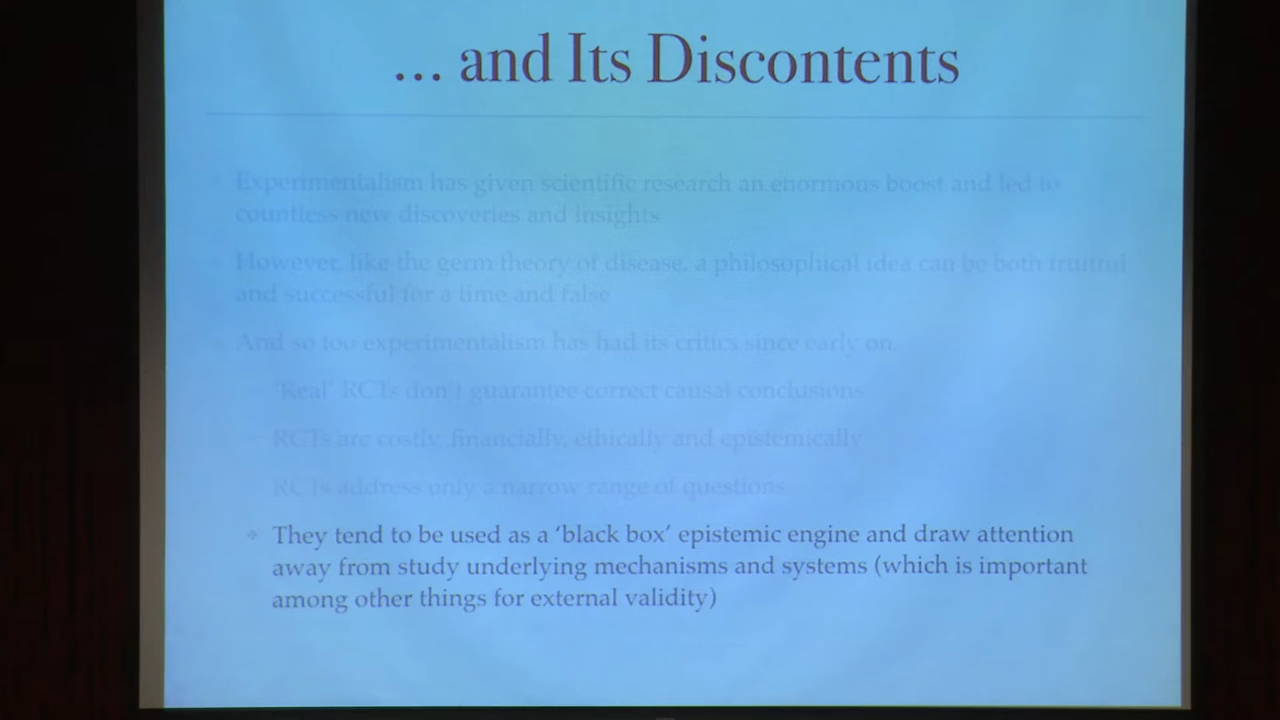 ... and Its Discontents
Experimentalism has given scientific research an enormous boost and led to
countless new discoveries and insights
However, like the germ theory of disease, a philosophical idea can be both fruitful
and successful for a time and false
And so too experimentalism has had its critics since early on.
'Real' RCTs don't guarantee correct causal conclusions
RCTs are costly: financially, ethically and epistemically
RCTs address only a narrow range of questions
They tend to be used as a 'black box' epistemic engine and draw attention
away from study underlying mechanisms and systems (which is important
among other things for external validity)